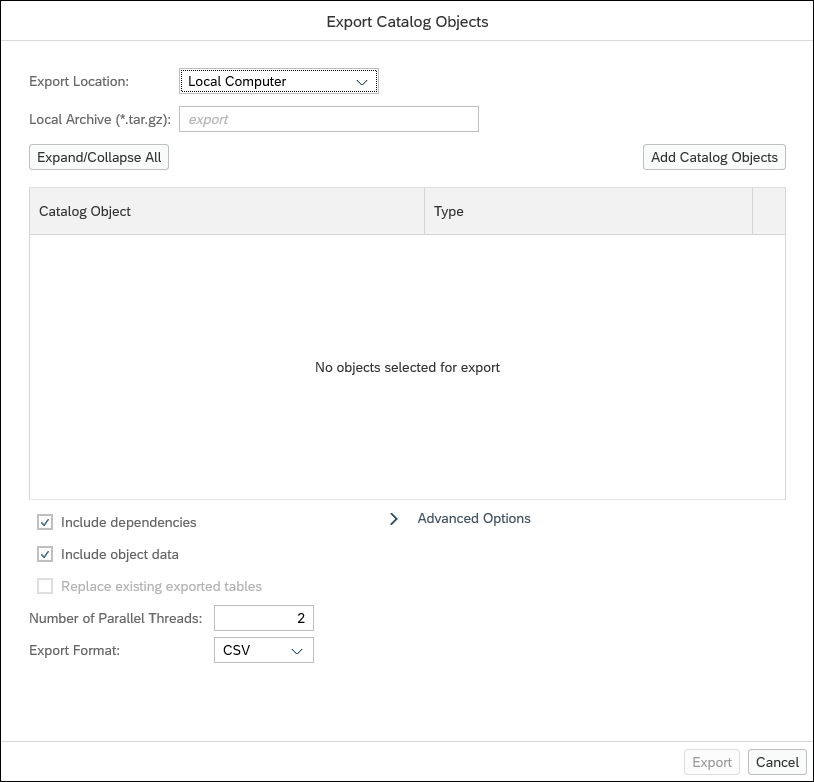 Export Catalog Objects
Export Location: Local Computer
Local Archive (*.tar.gz): export
Expand/Collapse All Add Catalog Objects
Catalog Object Type
No objects selected for export
Include dependencies Advanced Options
Include object data
Replace existing exported tables
Number of Parallel Threads: 2
Export Format: CSV
Export Cancel